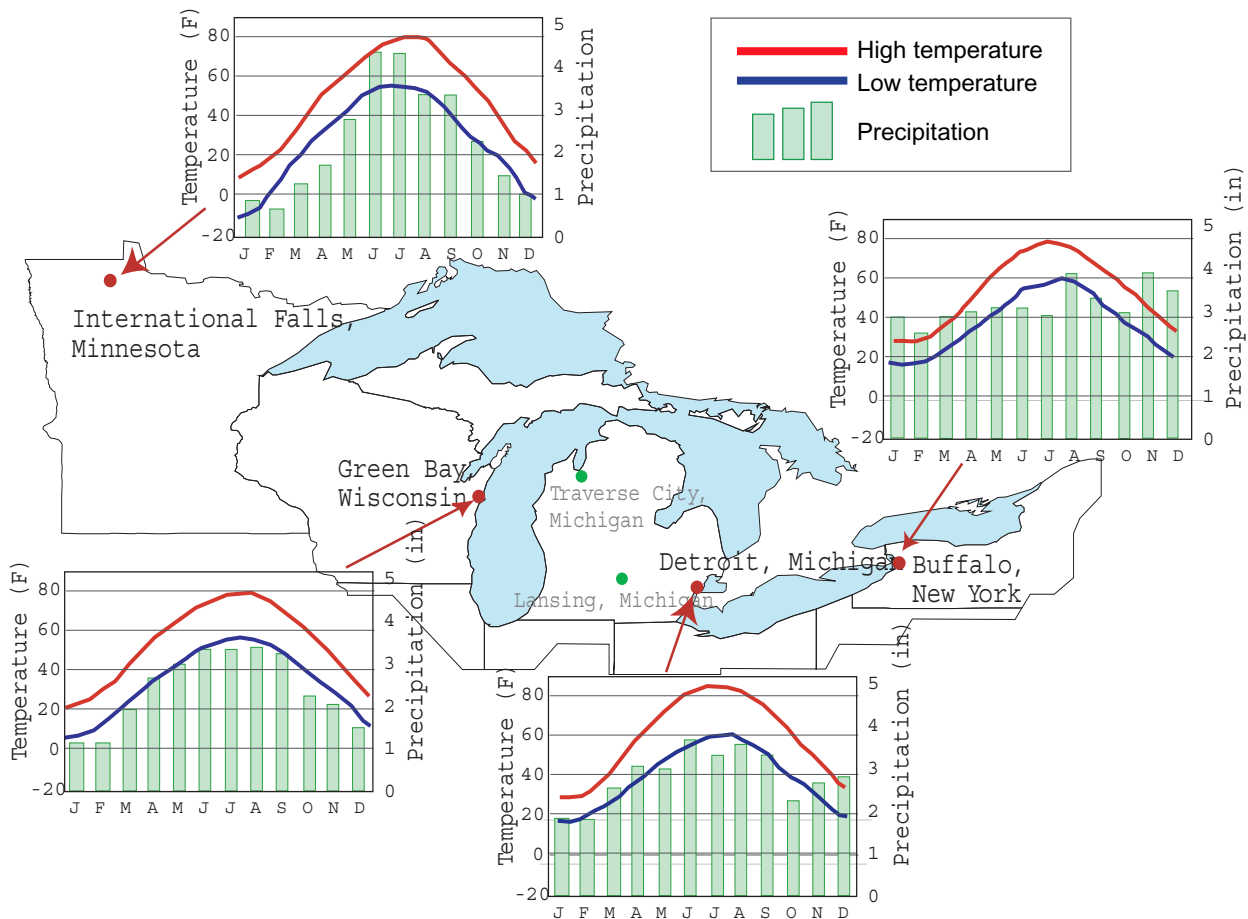 Temperature (F)
80
60
40
20
0
-20
J F M A M J J A S O N D
5
4
3
2
1
0
Precipitation
High temperature
Low temperature
Precipitation
International Falls,
Minnesota
Temperature (F)
80
60
40
20
0
-20
J F M A M J J A S O N D
5
4
3
2
1
0
Precipitation (in)
Green Bay,
Wisconsin
Traverse City,
Michigan
Detroit, Michigan
Lansing, Michigan
Buffalo,
New York
Temperature (F)
80
60
40
20
0
-20
J F M A M J J A S O N D
5
4
3
2
1
0
Precipitation (in)
Temperature (F)
80
60
40
20
0
-20
J F M A M J J A S O N D
5
4
3
2
1
0
Precipitation (in)